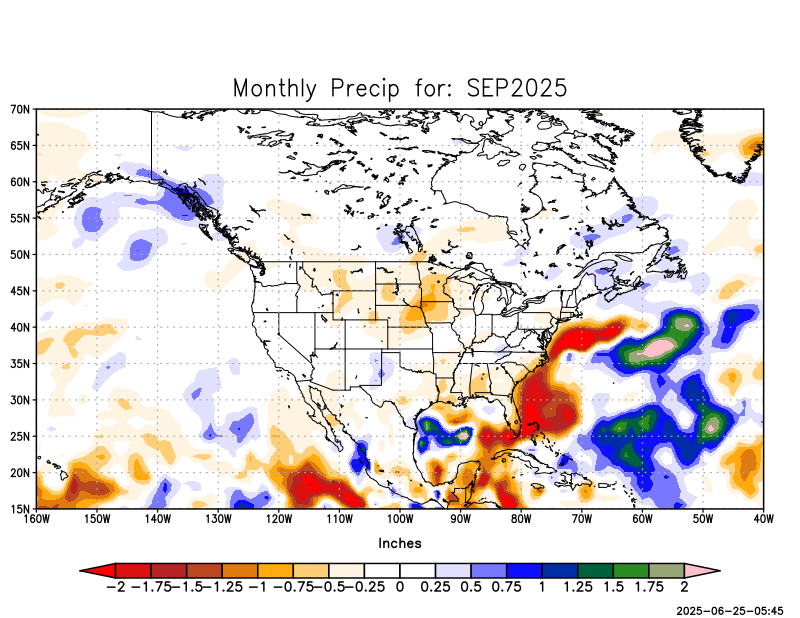 Monthly Precip for: SEP2025
70N
65N
60N
55N
50N
45N
40N
35N
30N
25N
20N
15N
160W 150W 140W 130W 120W 110W 100W 90W 80W 70W 60W 50W 40W
Inches
−2 −1.75 −1.5 −1.25 −1 −0.75 −0.5 −0.25 0 0.25 0.5 0.75 1 1.25 1.5 1.75 2
2025−06−25−05:45